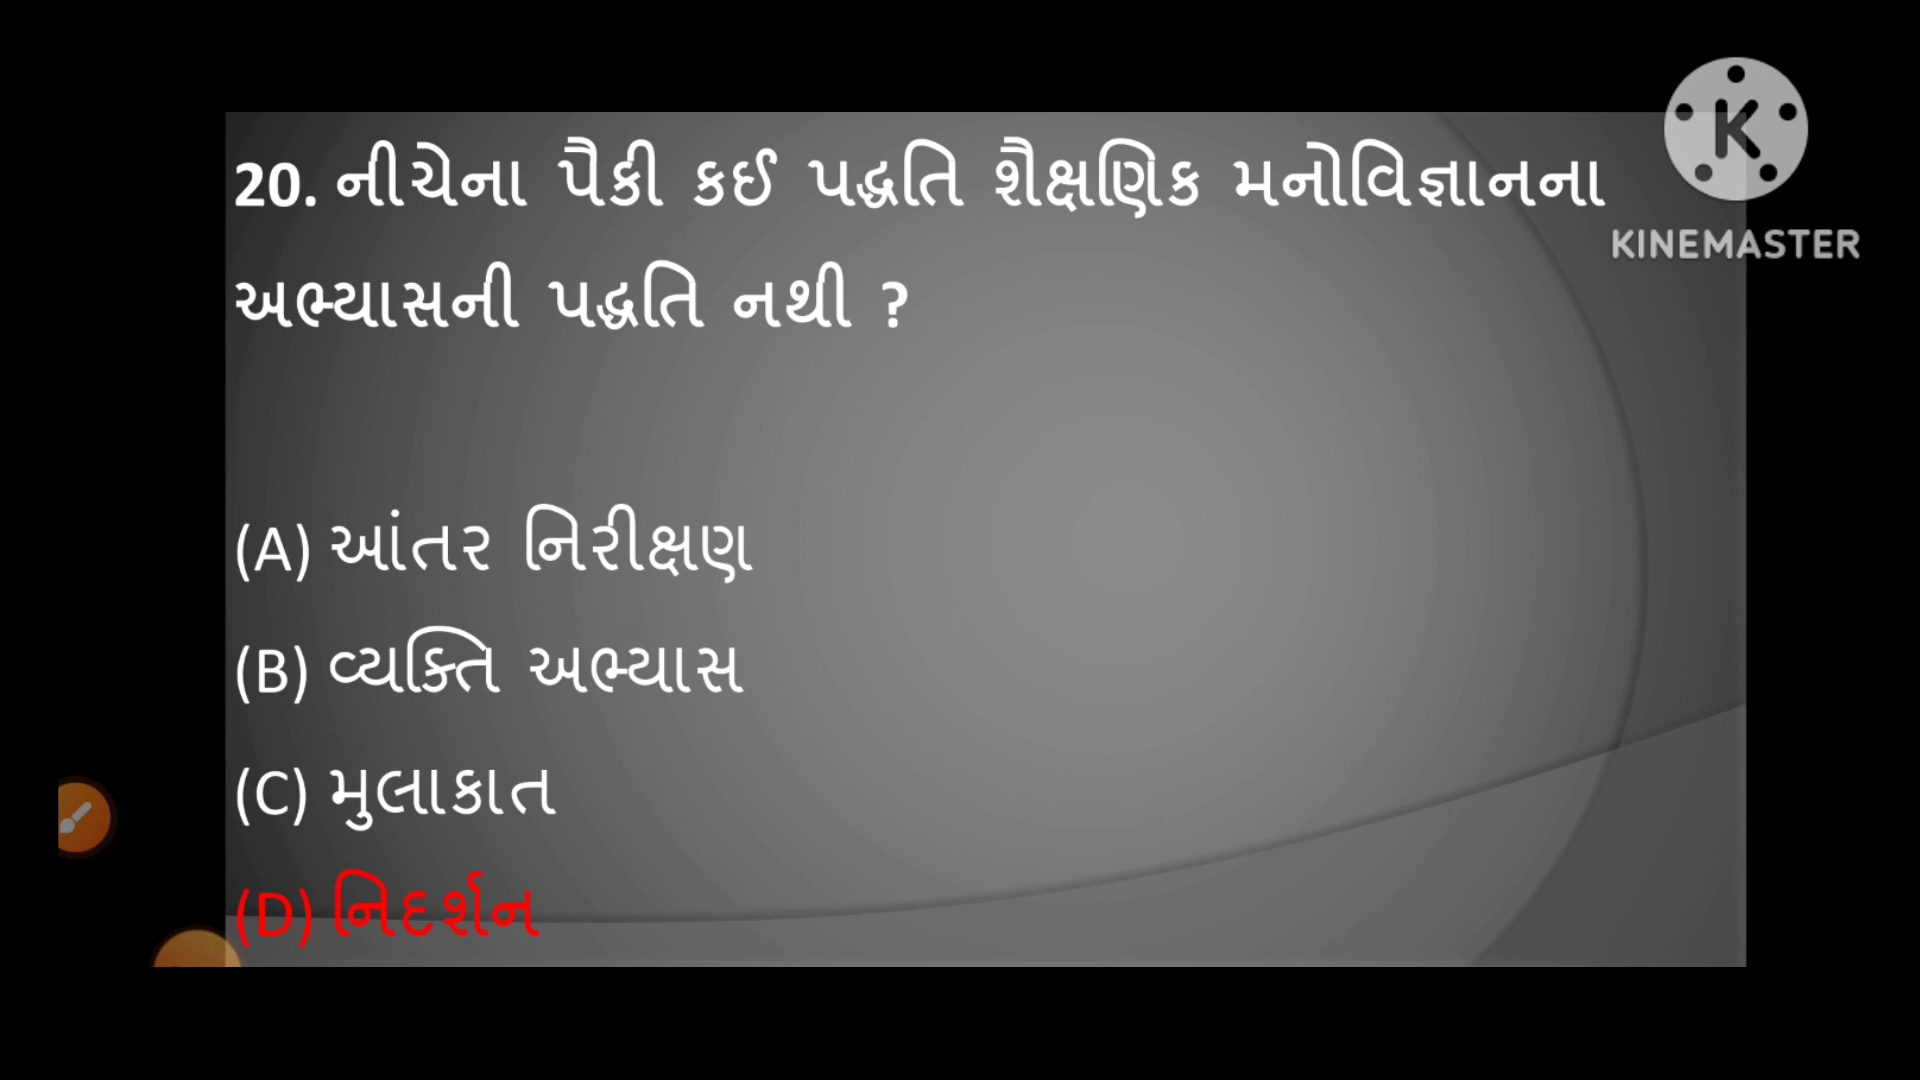 20. નીચેના પૈકી કઈ પદ્ધતિ શૈક્ષણિક મનોવિજ્ઞાનના
અભ્યાસની પદ્ધતિ નથી ?
(A) આંતર નિરીક્ષણ
(B) વ્યક્તિ અભ્યાસ
(C) મુલાકાત
(D) નિદર્શન
K
KINEMASTER